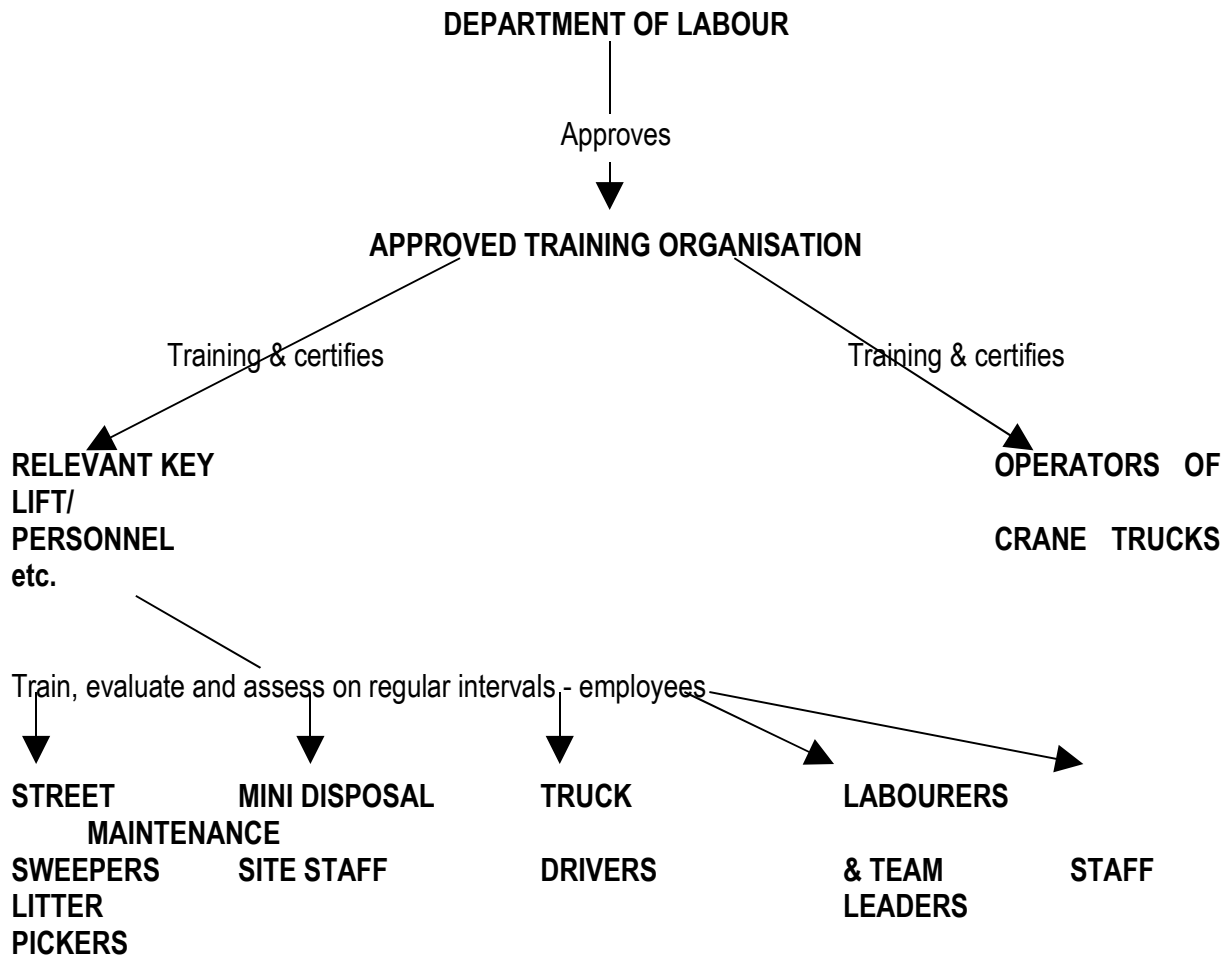 DEPARTMENT OF LABOUR
Approves
APPROVED TRAINING ORGANISATION
Training & certifies Training & certifies
RELEVANT KEY OPERATORS OF
LIFT/
PERSONNEL CRANE TRUCKS
etc.
Train, evaluate and assess on regular intervals - employees
STREET MINI DISPOSAL TRUCK LABOURERS
MAINTENANCE
SWEEPERS SITE STAFF DRIVERS & TEAM STAFF
LITTER LEADERS
PICKERS